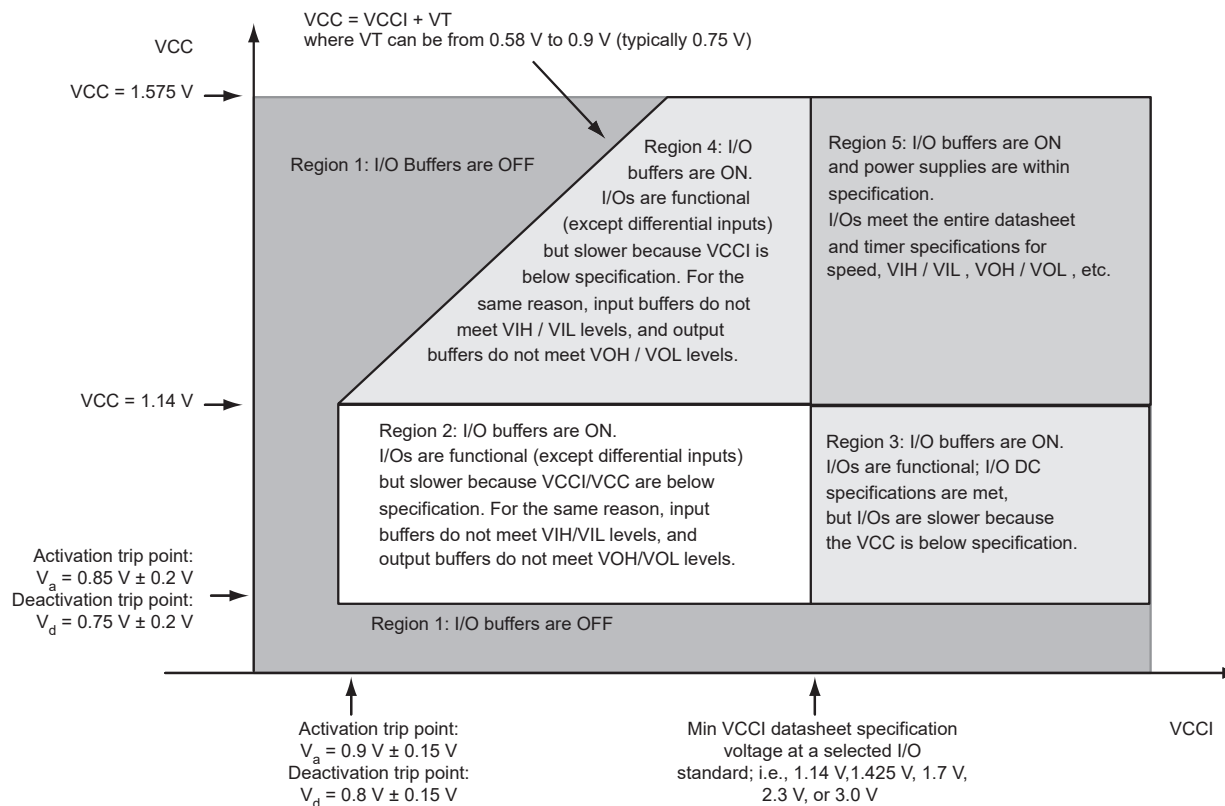 VCC = VCCI + VT
where VT can be from 0.58 V to 0.9 V (typically 0.75 V)
VCC
VCC = 1.575 V
Region 1: I/O Buffers are OFF
Region 4: I/O
buffers are ON.
I/Os are functional
(except differential inputs)
but slower because VCCI is
below specification. For the
same reason, input buffers do not
meet VIH / VIL levels, and output
buffers do not meet VOH / VOL levels.
Region 5: I/O buffers are ON
and power supplies are within
specification.
I/Os meet the entire datasheet
and timer specifications for
speed, VIH / VIL , VOH / VOL , etc.
VCC = 1.14 V
Region 2: I/O buffers are ON.
I/Os are functional (except differential inputs)
but slower because VCCI/VCC are below
specification. For the same reason, input
buffers do not meet VIH/VIL levels, and
output buffers do not meet VOH/VOL levels.
Region 3: I/O buffers are ON.
I/Os are functional; I/O DC
specifications are met,
but I/Os are slower because
the VCC is below specification.
Activation trip point:
Va = 0.85 V ± 0.2 V
Deactivation trip point:
Vd = 0.75 V ± 0.2 V
Region 1: I/O buffers are OFF
Activation trip point:
Va = 0.9 V ± 0.15 V
Deactivation trip point:
Vd = 0.8 V ± 0.15 V
Min VCCI datasheet specification
voltage at a selected I/O
standard; i.e., 1.14 V,1.425 V, 1.7 V,
2.3 V, or 3.0 V
VCCI